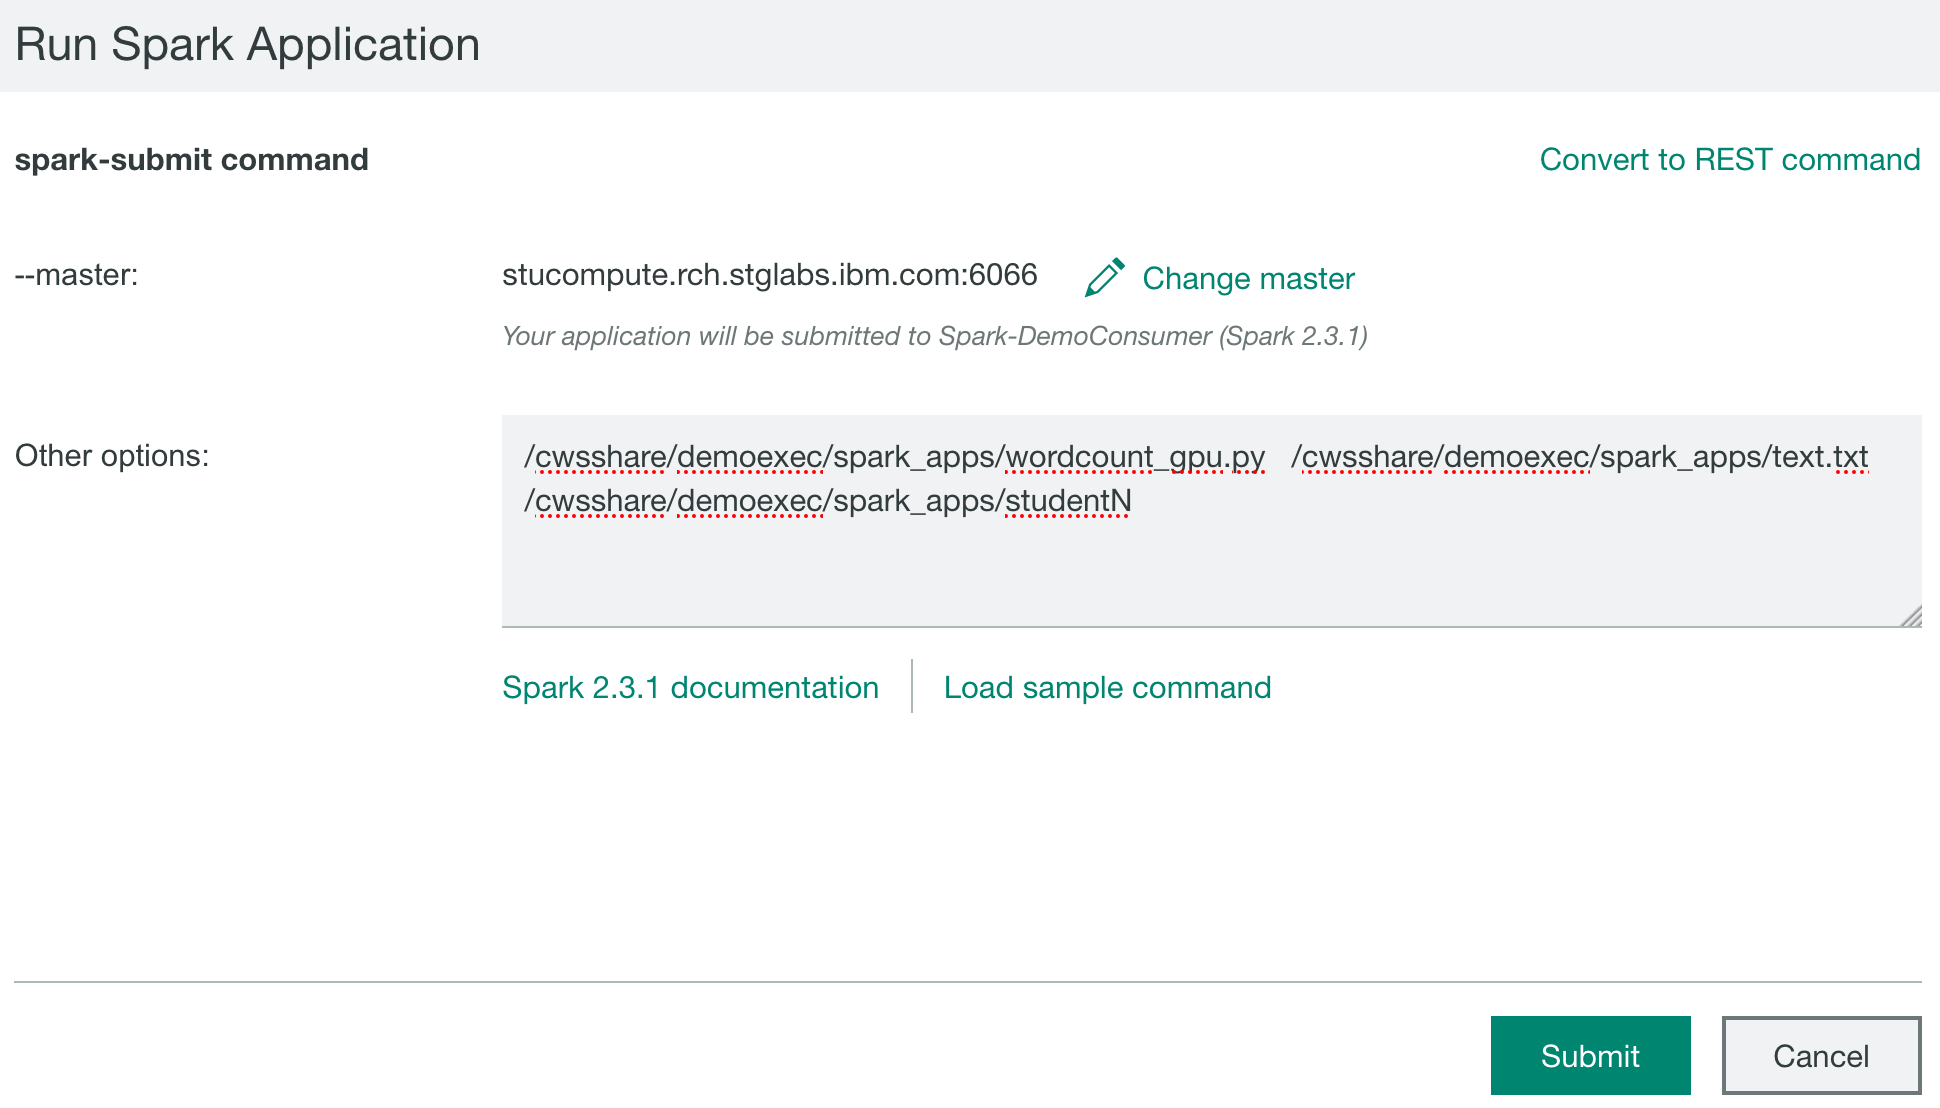 Run Spark Application
spark-submit command
Convert to REST command
--master:
stucompute.rch.stglabs.ibm.com:6066
Change master
Your application will be submitted to Spark-DemoConsumer (Spark 2.3.1)
Other options:
/cwsshare/demoexec/spark_apps/wordcount_gpu.py   /cwsshare/demoexec/spark_apps/text.txt
/cwsshare/demoexec/spark_apps/studentN
Spark 2.3.1 documentation
Load sample command
Submit
Cancel